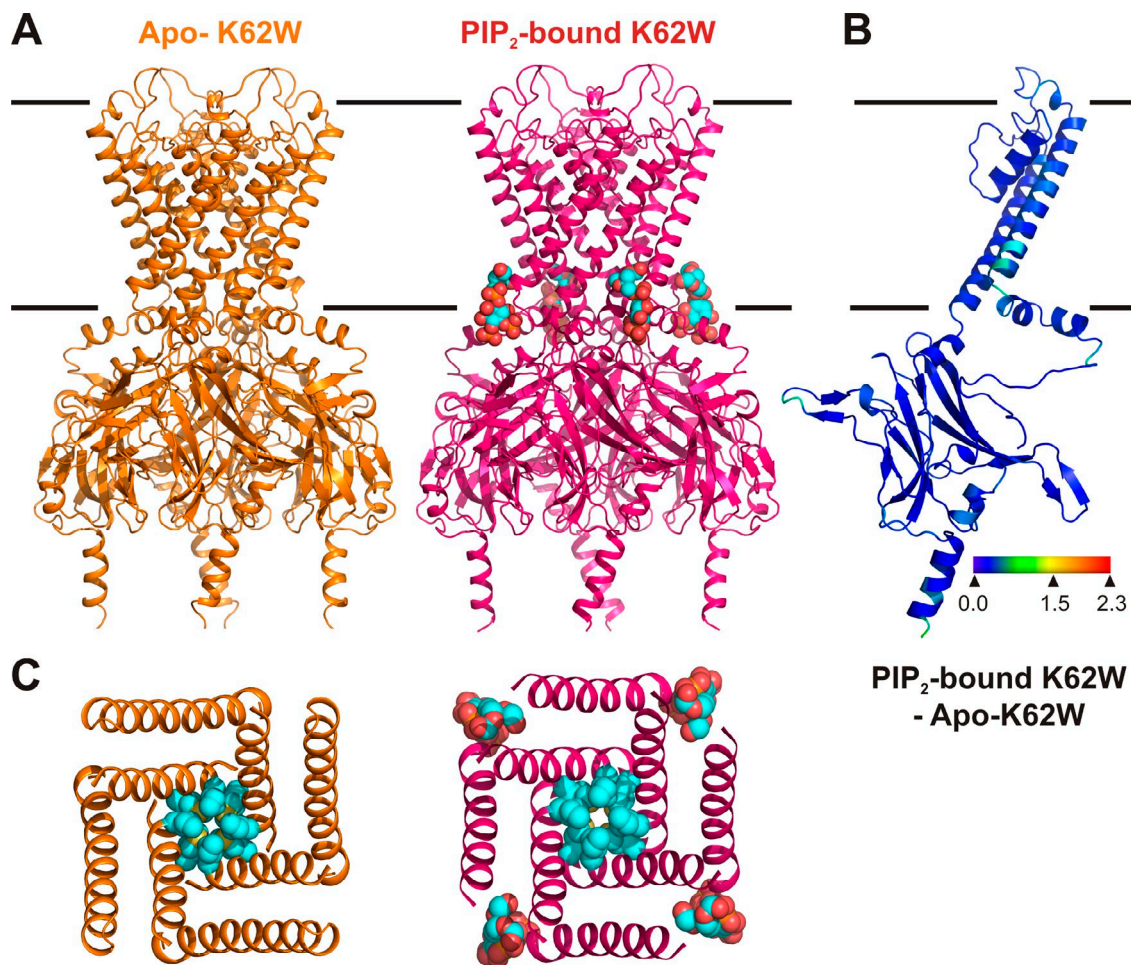 A
Apo- K62W
PIP₂-bound K62W
B
0.0
1.5
2.3
PIP₂-bound K62W
- Apo-K62W
C